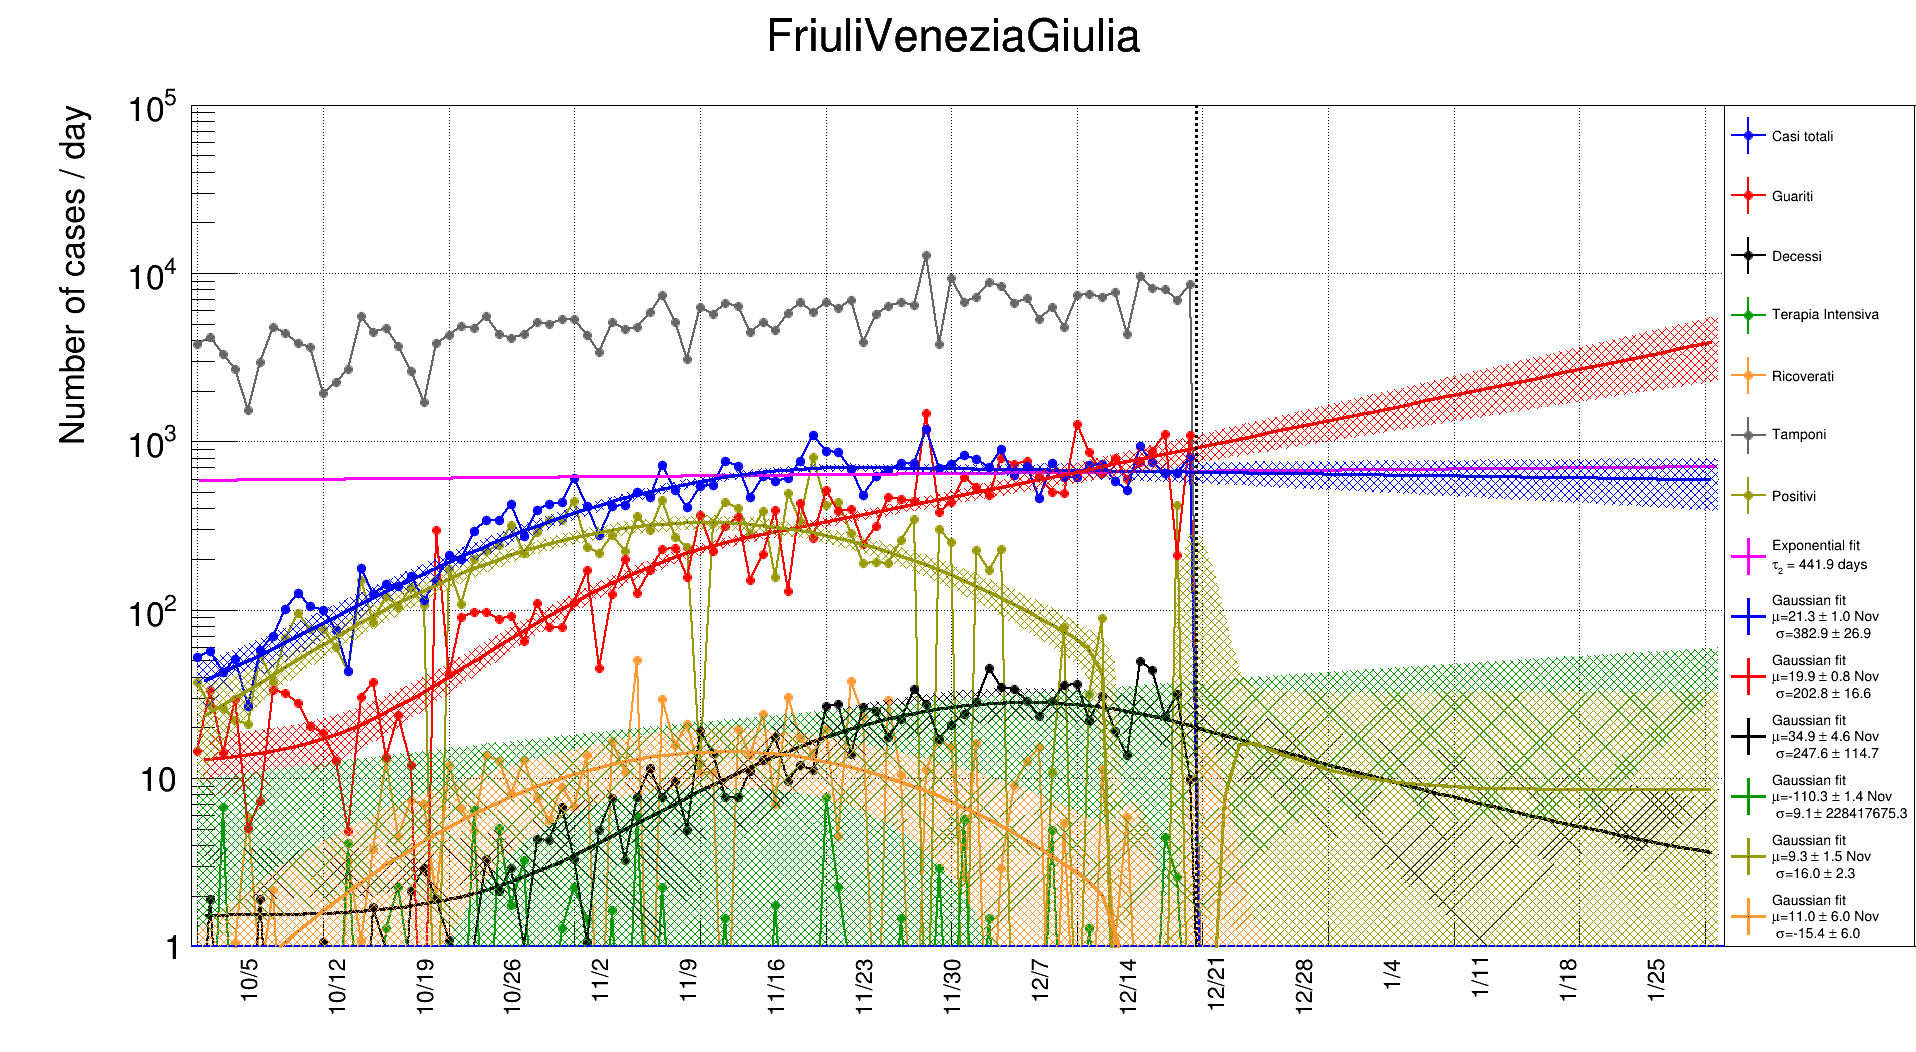 FriuliVeneziaGiulia
Number of cases / day
10^5
10^4
10^3
10^2
10
1
10/5
10/12
10/19
10/26
11/2
11/9
11/16
11/23
11/30
12/7
12/14
12/21
12/28
1/4
1/11
1/18
1/25
Casi totali
Guariti
Decessi
Terapia Intensiva
Ricoverati
Tamponi
Positivi
Exponential fit
τ₂ = 441.9 days
Gaussian fit
μ=21.3 ± 1.0 Nov
σ=382.9 ± 26.9
Gaussian fit
μ=19.9 ± 0.8 Nov
σ=202.8 ± 16.6
Gaussian fit
μ=34.9 ± 4.6 Nov
σ=247.6 ± 114.7
Gaussian fit
μ=-110.3 ± 1.4 Nov
σ=9.1 ± 228417675.3
Gaussian fit
μ=9.3 ± 1.5 Nov
σ=16.0 ± 2.3
Gaussian fit
μ=11.0 ± 6.0 Nov
σ=-15.4 ± 6.0